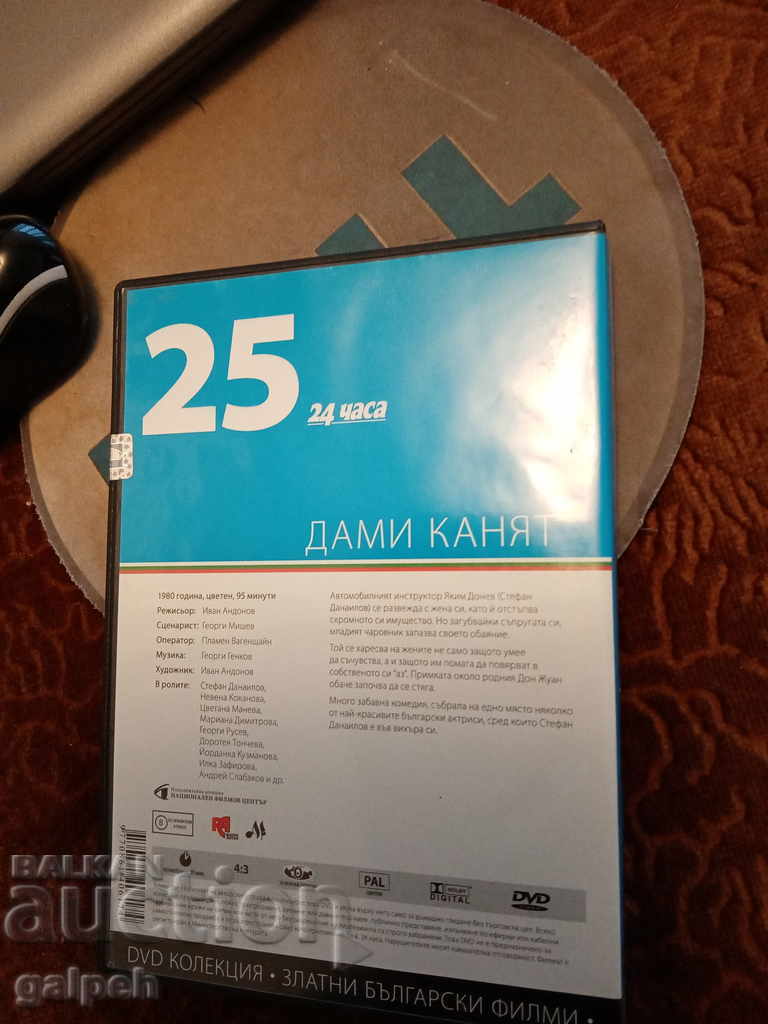 25
24 часа
ДАМИ КАНЯТ
1980 година, цветен, 95 минути
Режисьор: Иван Андонов
Сценарист: Георги Мишев
Оператор: Пламен Вагенщайн
Музика: Георги Генков
Художник: Иван Андонов
В ролите: Стефан Данаилов,
Невена Коканова,
Цветана Манева,
Мариана Димитрова,
Георги Русев,
Доротея Тончева,
Йорданка Кузманова,
Илка Зафирова,
Андрей Слабаков и др.
Автомобилният инструктор Яким Донев (Стефан
Данаилов) се развежда с жена си, като ѝ отстъпва
скромното си имущество. Но загубвайки съпругата си,
младият чаровник запазва своето обаяние.
Той се харесва на жените не само защото умее
да съчувства, а и защото им помага да повярват в
собственото си "аз". Примката около родния Дон Жуан
обаче започва да се стяга.
Много забавна комедия, събрала на едно място няколко
от най-красивите български актриси, сред които Стефан
Данаилов е във вихъра си.
НАЦИОНАЛЕН ФИЛМОВ ЦЕНТЪР
8
4:3
PAL
DOLBY
DIGITAL
DVD
DVD КОЛЕКЦИЯ • ЗЛАТНИ БЪЛГАРСКИ ФИЛМИ •
BALKAN
auction
galpeh